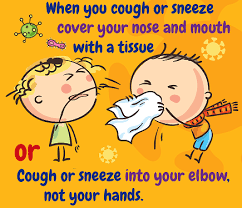 When you cough or sneeze
cover your nose and mouth
with a tissue
or
Cough or sneeze into your elbow,
not your hands.